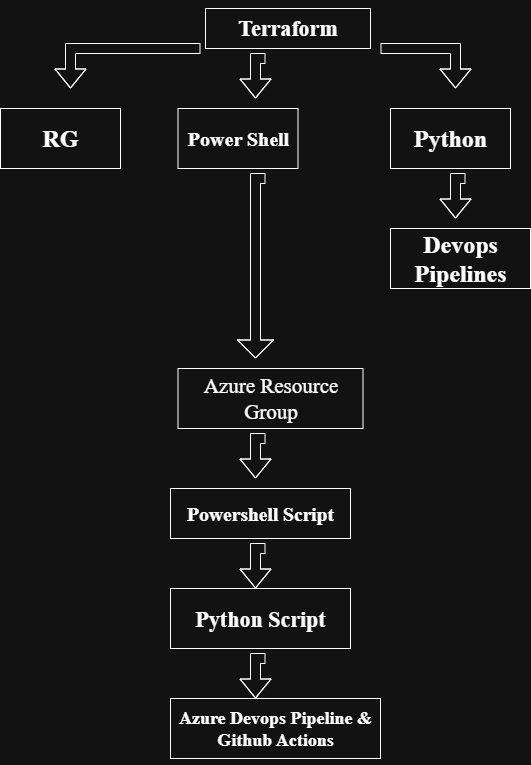 Terraform
RG
Power Shell
Python
Devops
Pipelines
Azure Resource
Group
Powershell Script
Python Script
Azure Devops Pipeline &
Github Actions